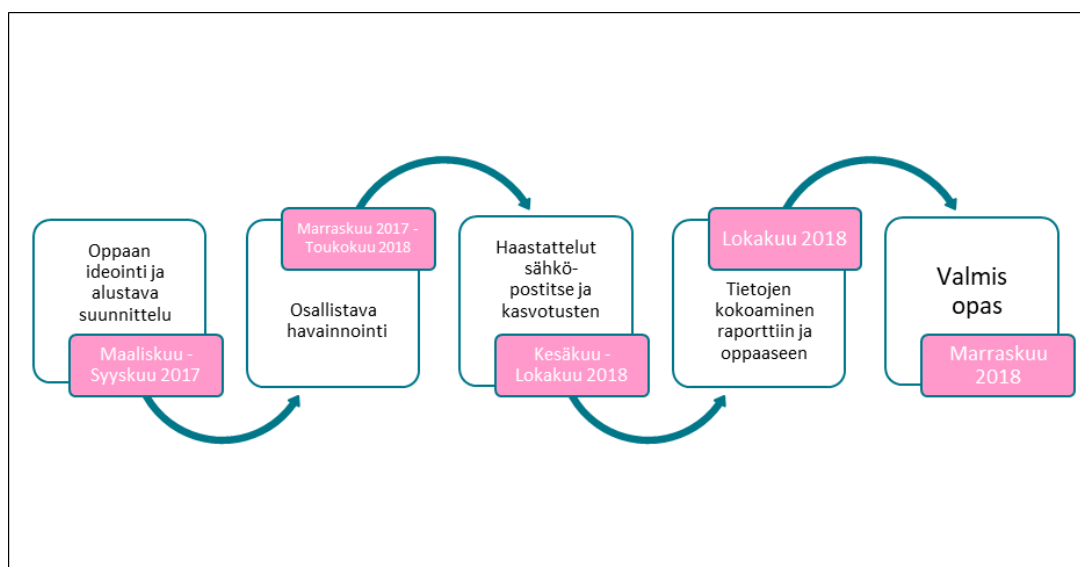 Oppaan
ideointi ja
alustava
suunnittelu
Maaliskuu -
Syyskuu 2017
Marraskuu 2017 -
Toukokuu 2018
Osallistava
havainnointi
Haastattelut
sähkö-
postitse ja
kasvotusten
Kesäkuu -
Lokakuu 2018
Lokakuu 2018
Tietojen
kokoaminen
raporttiin ja
oppaaseen
Valmis
opas
Marraskuu
2018